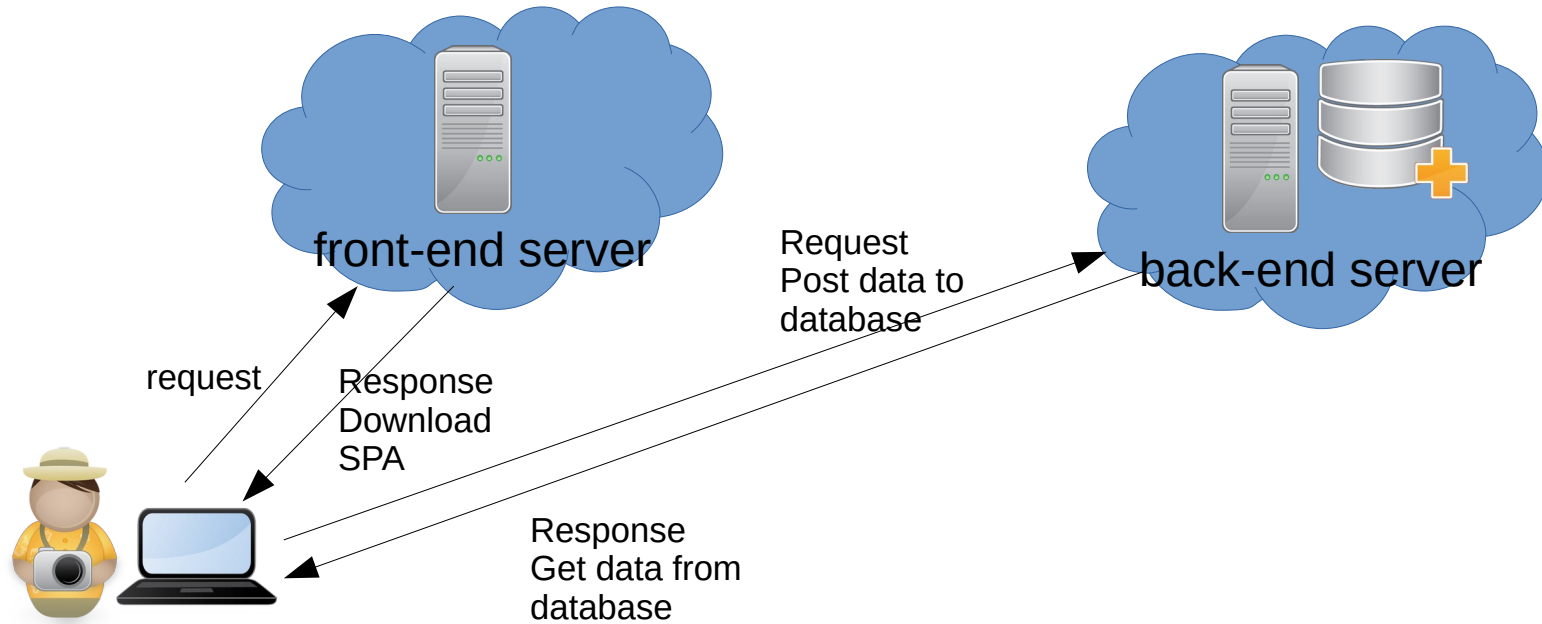 front-end server
Request
Post data to
database
back-end server
request
Response
Download
SPA
Response
Get data from
database